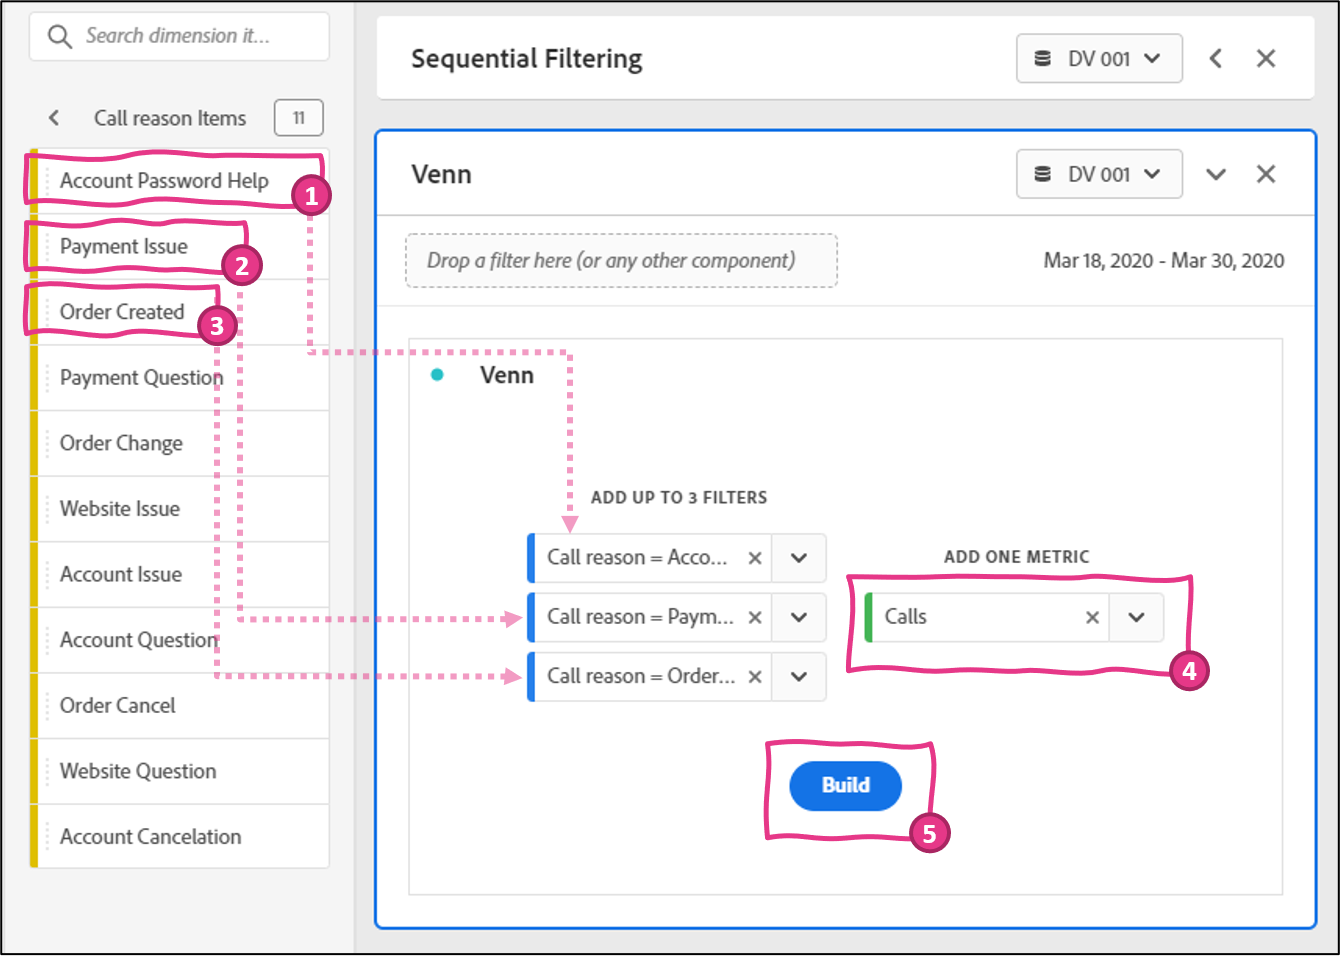 Search dimension it...
Call reason Items
11
Account Password Help
1
Payment Issue
2
Order Created
3
Payment Question
Order Change
Website Issue
Account Issue
Account Question
Order Cancel
Website Question
Account Cancelation
Sequential Filtering
DV 001
Venn
DV 001
Drop a filter here (or any other component)
Mar 18, 2020 - Mar 30, 2020
Venn
ADD UP TO 3 FILTERS
Call reason = Acco...
Call reason = Paym...
Call reason = Order...
ADD ONE METRIC
Calls
4
Build
5